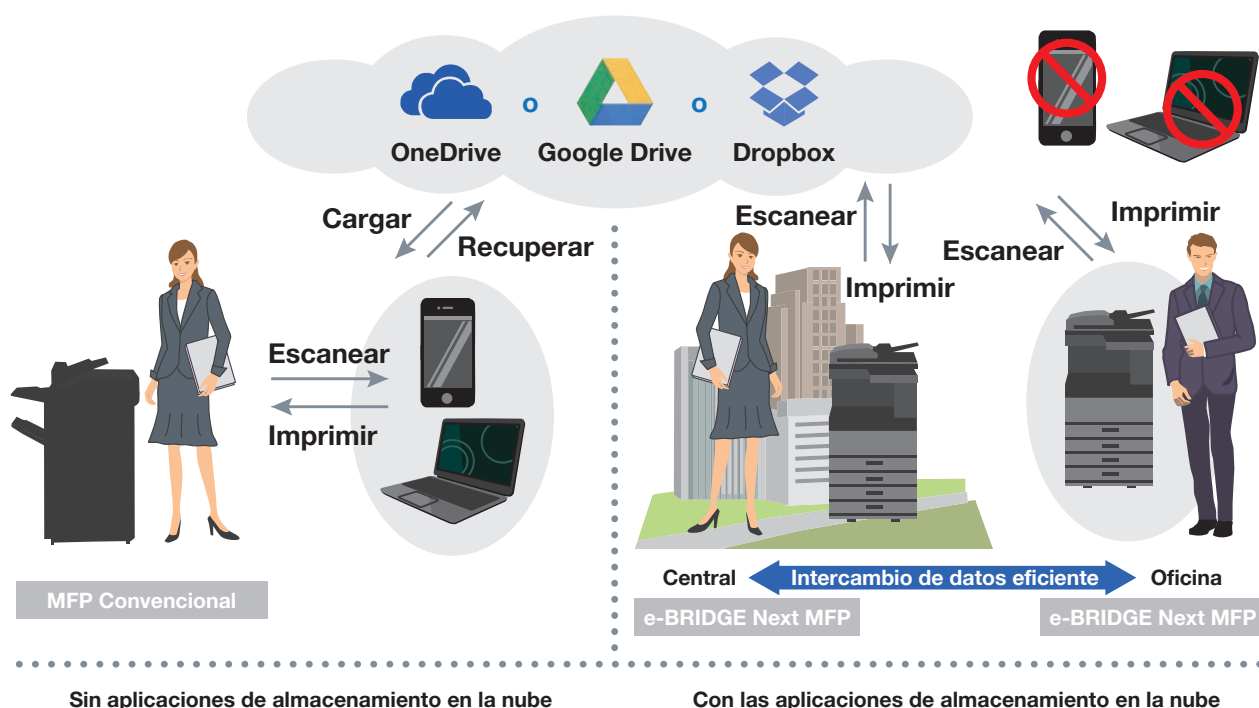 OneDrive o Google Drive o Dropbox
Cargar
Recuperar
Escanear
Imprimir
MFP Convencional
Escanear
Imprimir
Escanear
Imprimir
Central Intercambio de datos eficiente Oficina
e-BRIDGE Next MFP e-BRIDGE Next MFP
Sin aplicaciones de almacenamiento en la nube
Con las aplicaciones de almacenamiento en la nube